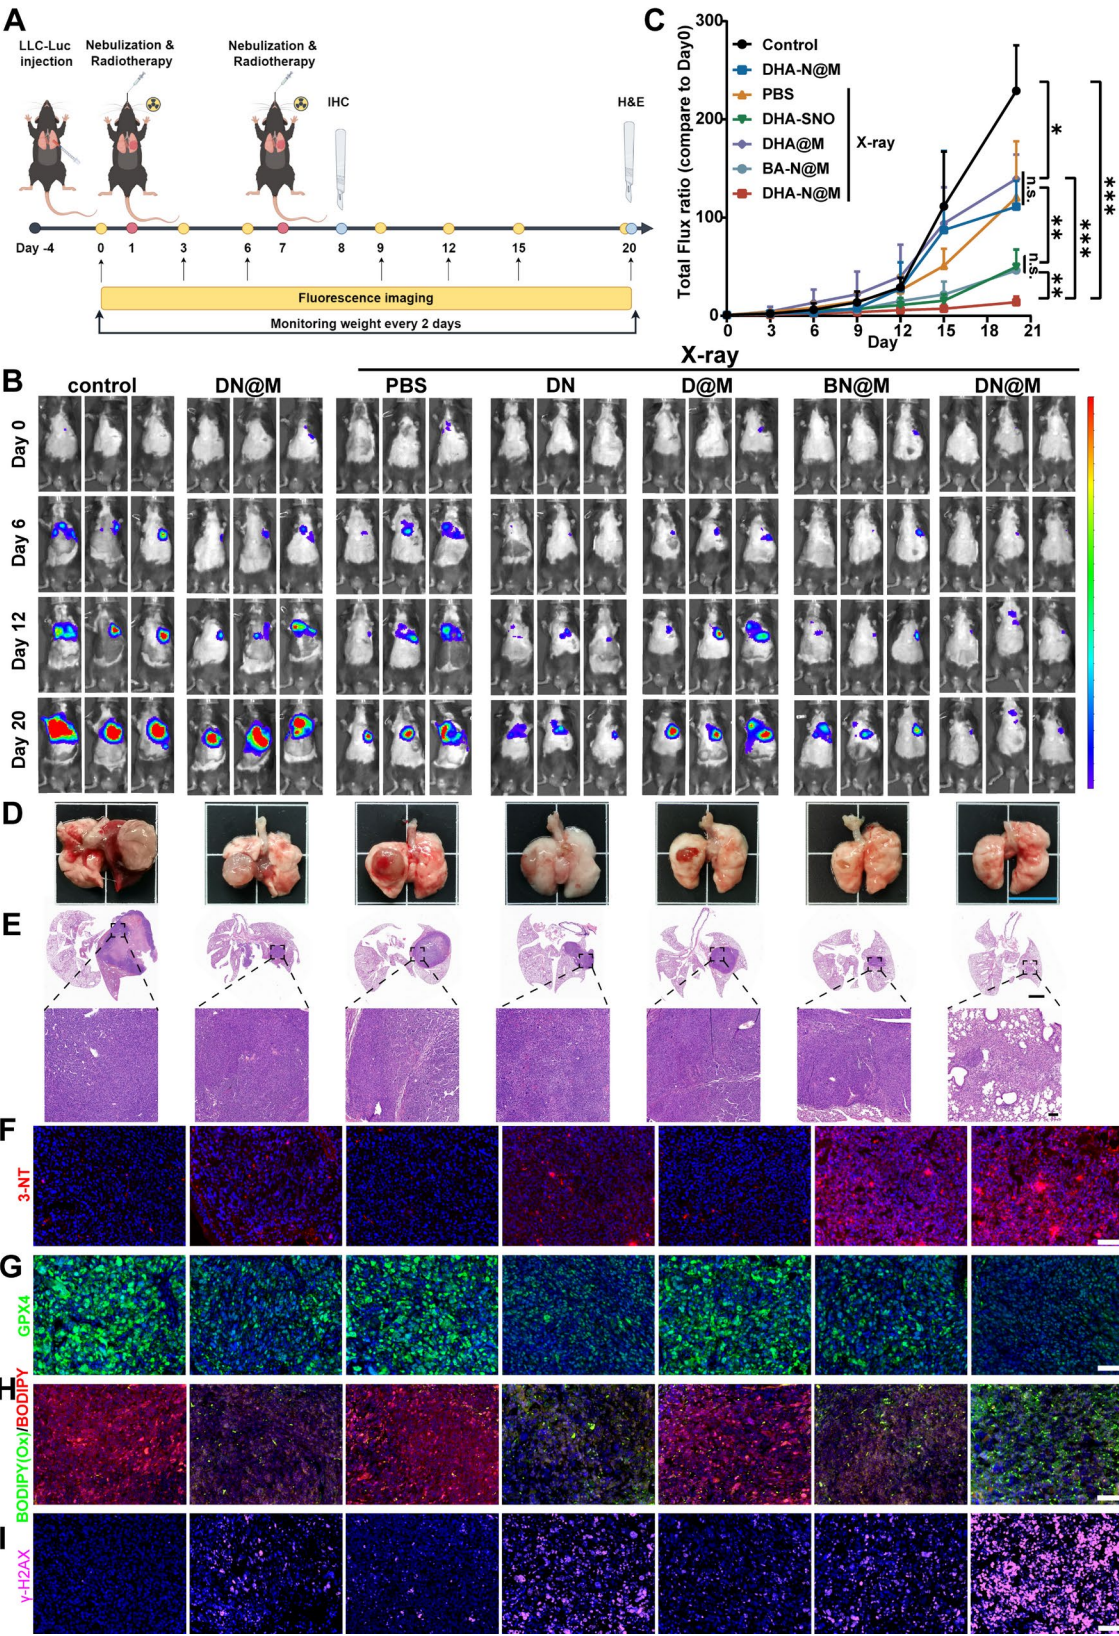 A
LLC-Luc
injection
Nebulization &
Radiotherapy
Nebulization &
Radiotherapy
IHC
H&E
Day -4
0
1
3
6
7
8
9
12
15
20
Fluorescence imaging
Monitoring weight every 2 days
C
Total Flux ratio (compare to Day0)
300
200
100
0
0
3
6
9
12
15
18
21
Day
Control
DHA-N@M
PBS
DHA-SNO
DHA@M
BA-N@M
DHA-N@M
X-ray
*
n.s.
**
***
***
n.s.
**
B
X-ray
control
DN@M
PBS
DN
D@M
BN@M
DN@M
Day 0
Day 6
Day 12
Day 20
D
E
F
3-NT
G
GPX4
H
BODIPY(Ox)/BODIPY
I
γ-H2AX